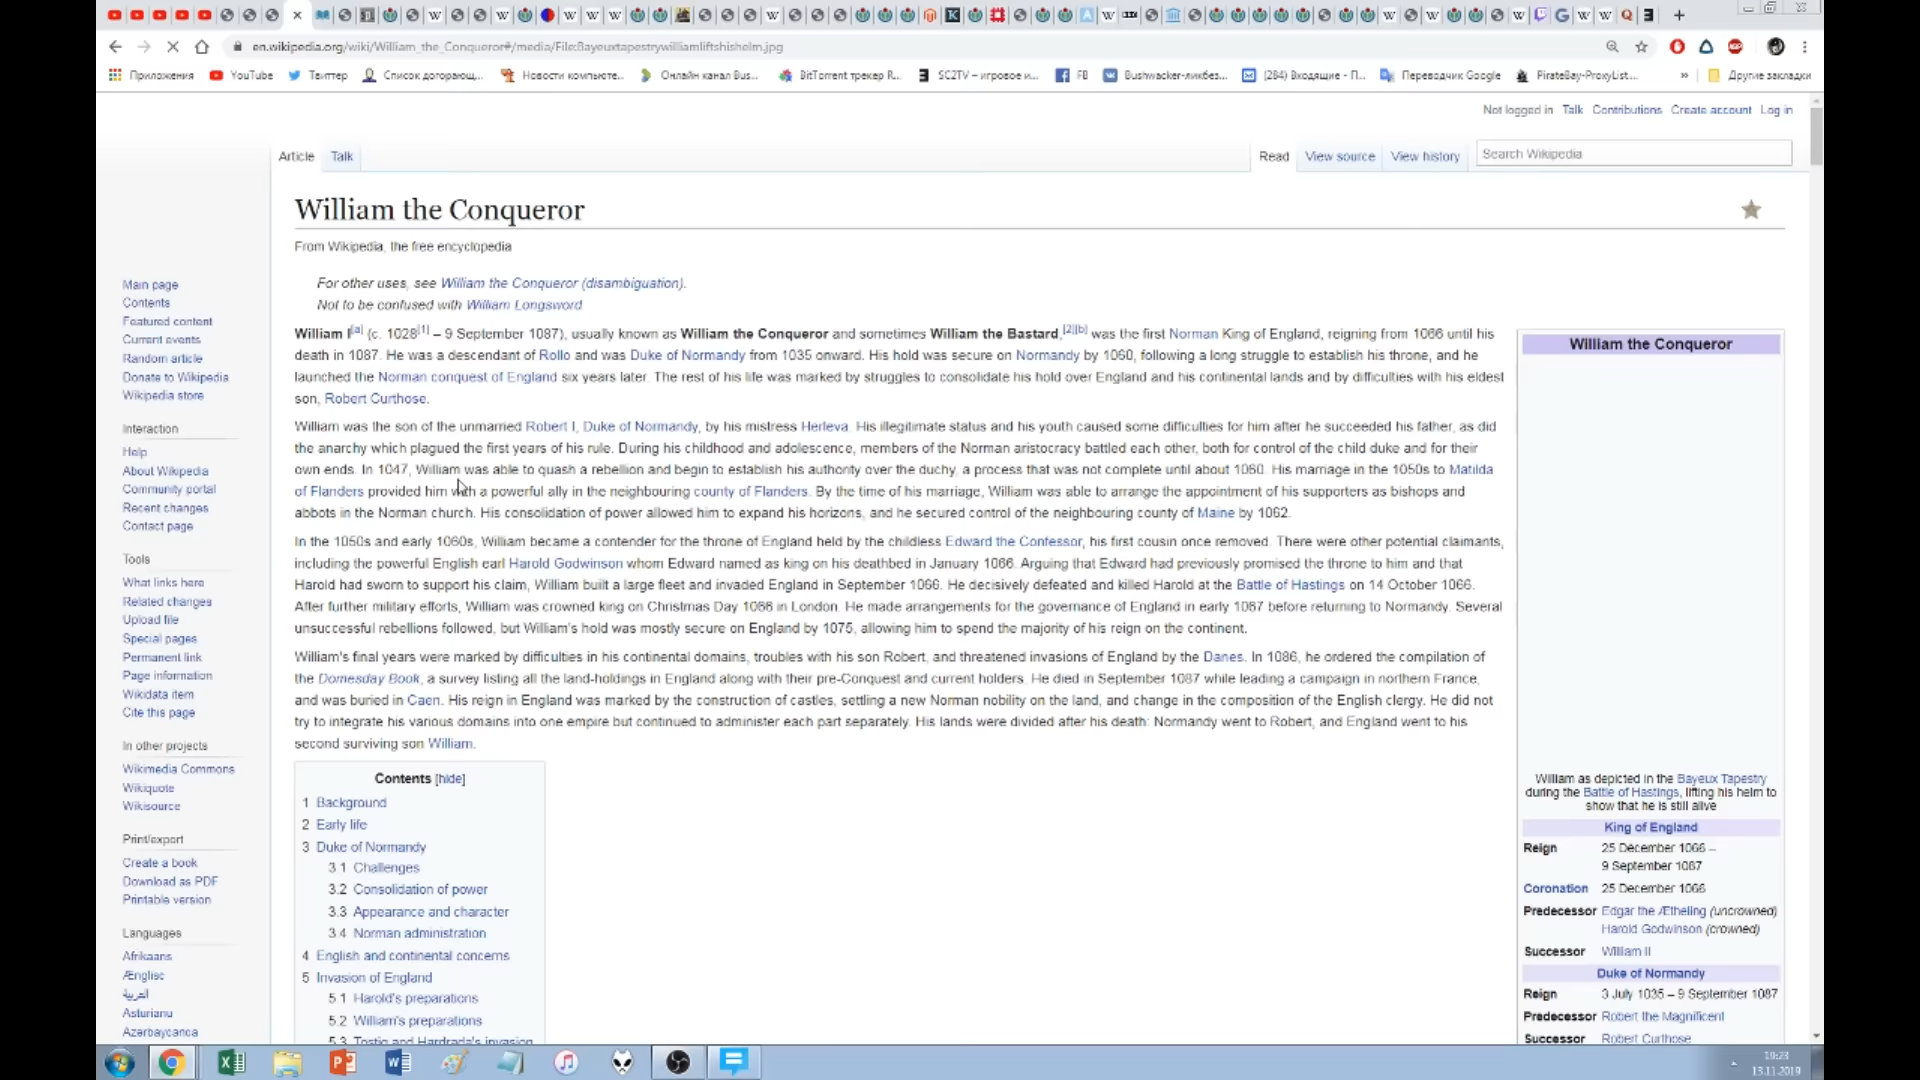 en.wikipedia.org/wiki/William_the_Conqueror#/media/File:Bayeuxtapestrywilliamliftshishelm.jpg
Приложения YouTube Твиттер Список догорающ... Новости компьюте... Онлайн канал Bus... BitTorrent трекер R... SC2TV – игровое и... FB Bushwacker-ликбез... (284) Входящие - П... Переводчик Google PirateBay-ProxyList... » Другие закладки
Not logged in Talk Contributions Create account Log in
Article Talk Read View source View history Search Wikipedia
William the Conqueror
From Wikipedia, the free encyclopedia
For other uses, see William the Conqueror (disambiguation).
Not to be confused with William Longsword
William I[a] (c. 1028[1] – 9 September 1087), usually known as William the Conqueror and sometimes William the Bastard,[2][b] was the first Norman King of England, reigning from 1066 until his
death in 1087. He was a descendant of Rollo and was Duke of Normandy from 1035 onward. His hold was secure on Normandy by 1060, following a long struggle to establish his throne, and he
launched the Norman conquest of England six years later. The rest of his life was marked by struggles to consolidate his hold over England and his continental lands and by difficulties with his eldest
son, Robert Curthose.
William was the son of the unmarried Robert I, Duke of Normandy, by his mistress Herleva. His illegitimate status and his youth caused some difficulties for him after he succeeded his father, as did
the anarchy which plagued the first years of his rule. During his childhood and adolescence, members of the Norman aristocracy battled each other, both for control of the child duke and for their
own ends. In 1047, William was able to quash a rebellion and begin to establish his authority over the duchy, a process that was not complete until about 1060. His marriage in the 1050s to Matilda
of Flanders provided him with a powerful ally in the neighbouring county of Flanders. By the time of his marriage, William was able to arrange the appointment of his supporters as bishops and
abbots in the Norman church. His consolidation of power allowed him to expand his horizons, and he secured control of the neighbouring county of Maine by 1062.
In the 1050s and early 1060s, William became a contender for the throne of England held by the childless Edward the Confessor, his first cousin once removed. There were other potential claimants,
including the powerful English earl Harold Godwinson whom Edward named as king on his deathbed in January 1066. Arguing that Edward had previously promised the throne to him and that
Harold had sworn to support his claim, William built a large fleet and invaded England in September 1066. He decisively defeated and killed Harold at the Battle of Hastings on 14 October 1066.
After further military efforts, William was crowned king on Christmas Day 1066 in London. He made arrangements for the governance of England in early 1067 before returning to Normandy. Several
unsuccessful rebellions followed, but William's hold was mostly secure on England by 1075, allowing him to spend the majority of his reign on the continent.
William's final years were marked by difficulties in his continental domains, troubles with his son Robert, and threatened invasions of England by the Danes. In 1086, he ordered the compilation of
the Domesday Book, a survey listing all the land-holdings in England along with their pre-Conquest and current holders. He died in September 1087 while leading a campaign in northern France,
and was buried in Caen. His reign in England was marked by the construction of castles, settling a new Norman nobility on the land, and change in the composition of the English clergy. He did not
try to integrate his various domains into one empire but continued to administer each part separately. His lands were divided after his death: Normandy went to Robert, and England went to his
second surviving son William.
Contents [hide]
1 Background
2 Early life
3 Duke of Normandy
3.1 Challenges
3.2 Consolidation of power
3.3 Appearance and character
3.4 Norman administration
4 English and continental concerns
5 Invasion of England
5.1 Harold's preparations
5.2 William's preparations
5.3 Tostig and Hardrada's invasion
Main page
Contents
Featured content
Current events
Random article
Donate to Wikipedia
Wikipedia store
Interaction
Help
About Wikipedia
Community portal
Recent changes
Contact page
Tools
What links here
Related changes
Upload file
Special pages
Permanent link
Page information
Wikidata item
Cite this page
In other projects
Wikimedia Commons
Wikiquote
Wikisource
Print/export
Create a book
Download as PDF
Printable version
Languages
Afrikaans
Ænglisc
العربية
Asturianu
Azərbaycanca
William the Conqueror
William as depicted in the Bayeux Tapestry
during the Battle of Hastings, lifting his helm to
show that he is still alive
King of England
Reign 25 December 1066 –
9 September 1087
Coronation 25 December 1066
Predecessor Edgar the Ætheling (uncrowned)
Harold Godwinson (crowned)
Successor William II
Duke of Normandy
Reign 3 July 1035 – 9 September 1087
Predecessor Robert the Magnificent
Successor Robert Curthose
19:23
13.11.2019